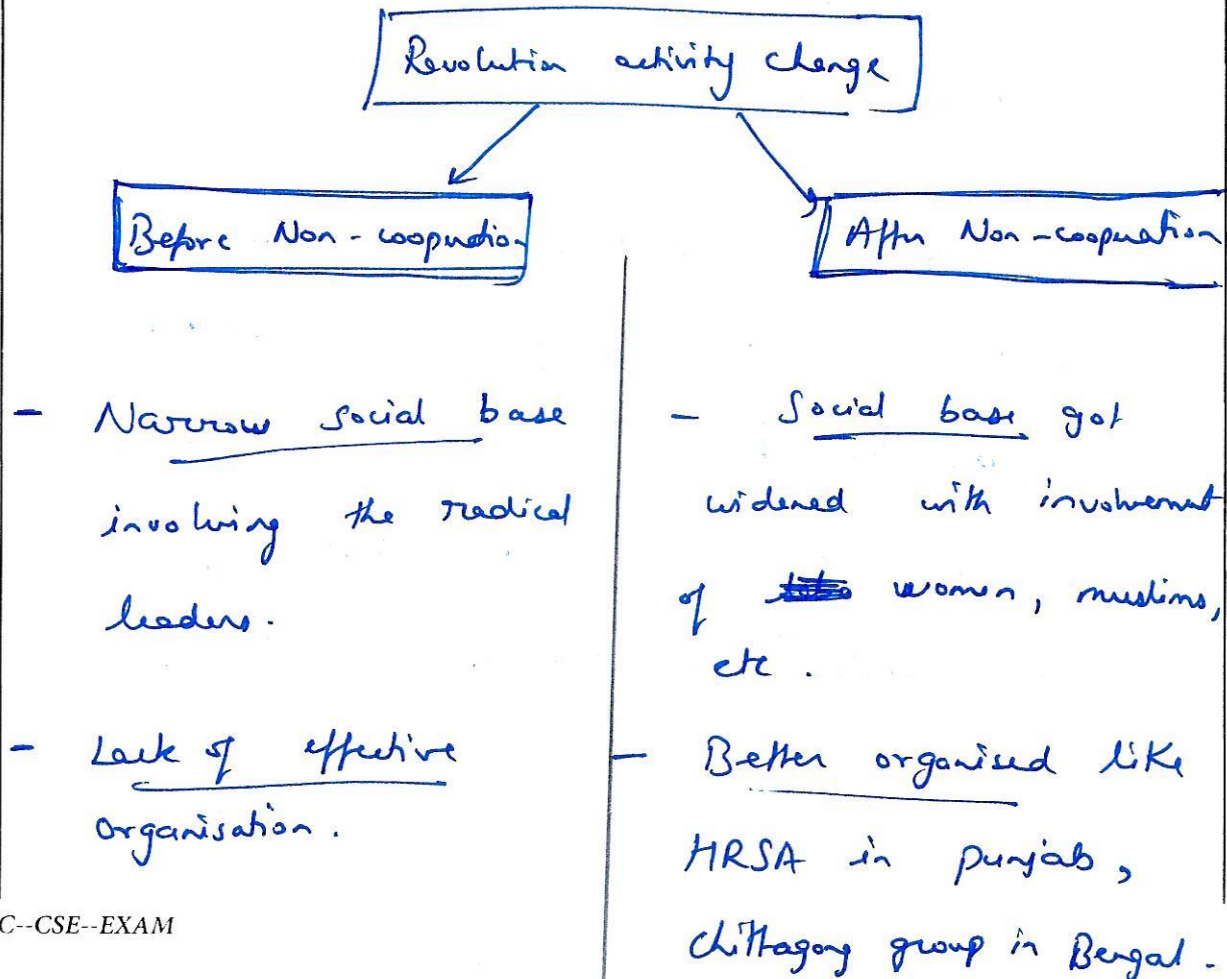 Revolution activity change
Before Non-cooperation
After Non-cooperation
- Narrow social base
involving the radical
leaders.
- Lack of effective
organisation.
- Social base got
widened with involvement
of women, muslims,
etc.
- Better organised like
HRSA in punjab,
Chittagong group in Bengal.
C--CSE--EXAM